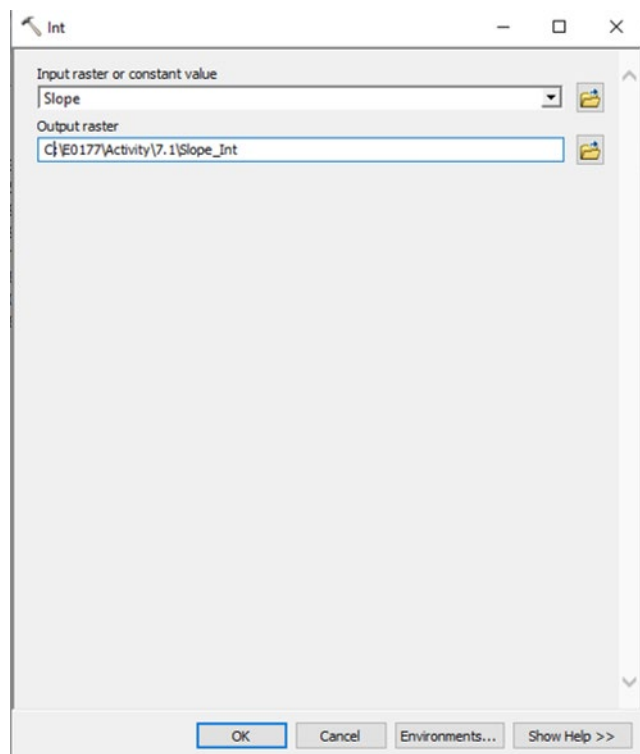 Int
Input raster or constant value
Slope
Output raster
C:\E0177\Activity\7.1\Slope_Int
OK Cancel Environments... Show Help >>